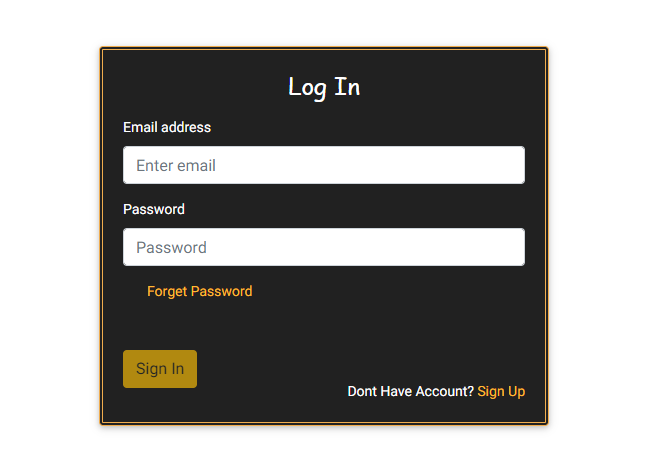 Log In
Email address
Enter email
Password
Password
Forget Password
Sign In
Dont Have Account? Sign Up